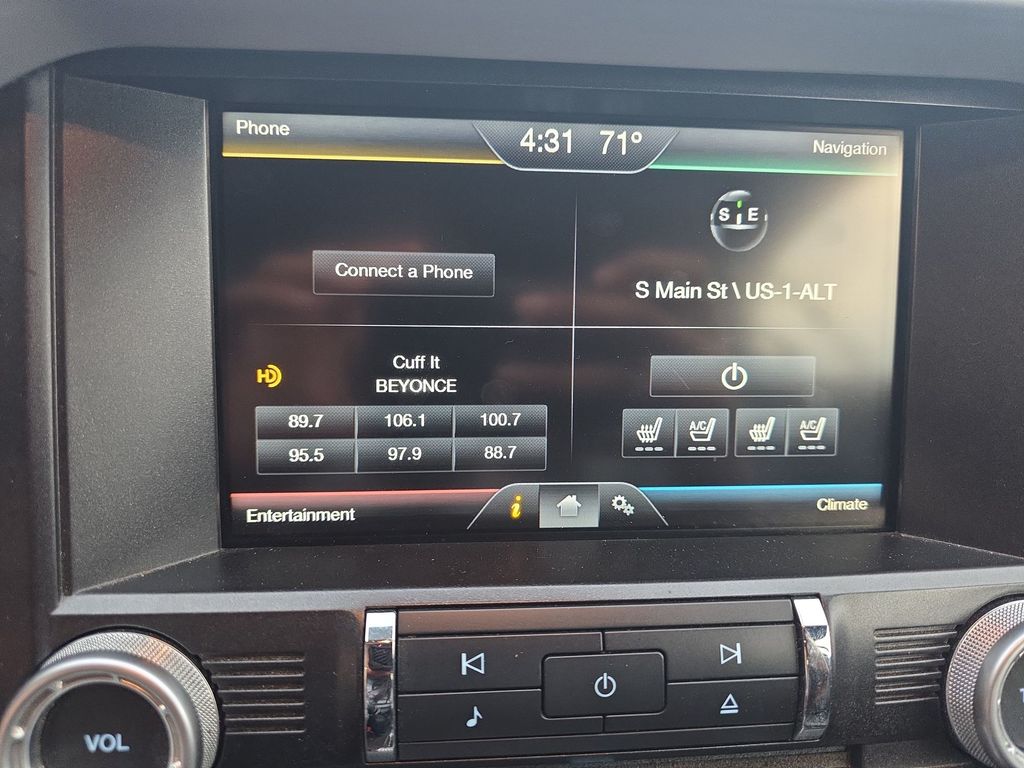 Phone
4:31 71°
Navigation
S E
Connect a Phone
S Main St \ US-1-ALT
HD
Cuff It
BEYONCE
89.7 106.1 100.7
95.5 97.9 88.7
A/C A/C
Entertainment
i
Climate
VOL